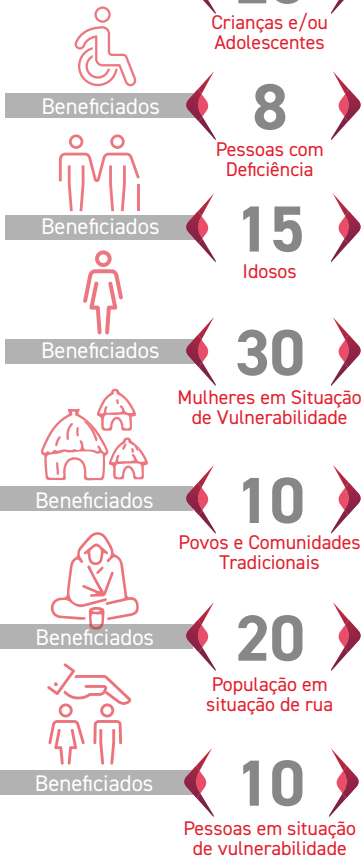 Crianças e/ou
Adolescentes
Beneficiados
8
Pessoas com
Deficiência
Beneficiados
15
Idosos
Beneficiados
30
Mulheres em Situação
de Vulnerabilidade
Beneficiados
10
Povos e Comunidades
Tradicionais
Beneficiados
20
População em
situação de rua
Beneficiados
10
Pessoas em situação
de vulnerabilidade